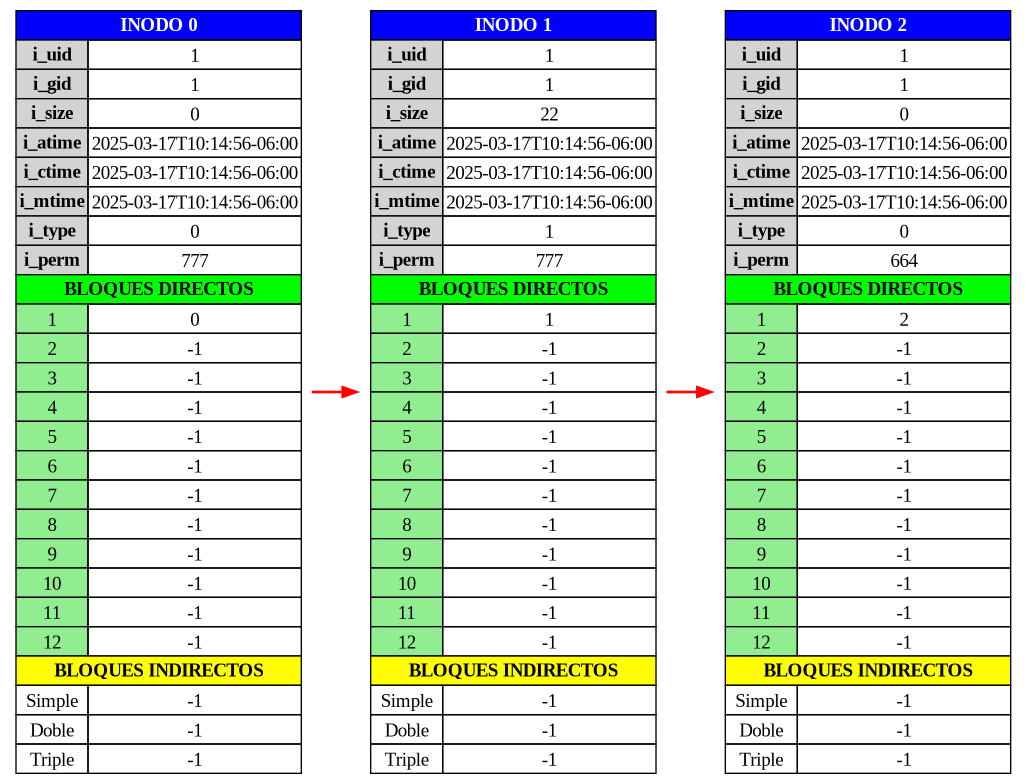 INODO 0
i_uid 1
i_gid 1
i_size 0
i_atime 2025-03-17T10:14:56-06:00
i_ctime 2025-03-17T10:14:56-06:00
i_mtime 2025-03-17T10:14:56-06:00
i_type 0
i_perm 777
BLOQUES DIRECTOS
1 0
2 -1
3 -1
4 -1
5 -1
6 -1
7 -1
8 -1
9 -1
10 -1
11 -1
12 -1
BLOQUES INDIRECTOS
Simple -1
Doble -1
Triple -1
INODO 1
i_uid 1
i_gid 1
i_size 22
i_atime 2025-03-17T10:14:56-06:00
i_ctime 2025-03-17T10:14:56-06:00
i_mtime 2025-03-17T10:14:56-06:00
i_type 1
i_perm 777
BLOQUES DIRECTOS
1 1
2 -1
3 -1
4 -1
5 -1
6 -1
7 -1
8 -1
9 -1
10 -1
11 -1
12 -1
BLOQUES INDIRECTOS
Simple -1
Doble -1
Triple -1
INODO 2
i_uid 1
i_gid 1
i_size 0
i_atime 2025-03-17T10:14:56-06:00
i_ctime 2025-03-17T10:14:56-06:00
i_mtime 2025-03-17T10:14:56-06:00
i_type 0
i_perm 664
BLOQUES DIRECTOS
1 2
2 -1
3 -1
4 -1
5 -1
6 -1
7 -1
8 -1
9 -1
10 -1
11 -1
12 -1
BLOQUES INDIRECTOS
Simple -1
Doble -1
Triple -1